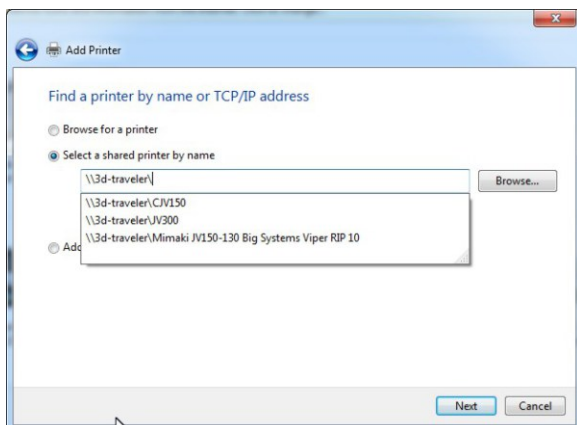 Add Printer
Find a printer by name or TCP/IP address
Browse for a printer
Select a shared printer by name
\\3d-traveler\
Browse...
\\3d-traveler\CJV150
\\3d-traveler\JV300
\\3d-traveler\Mimaki JV150-130 Big Systems Viper RIP 10
Add
Next
Cancel